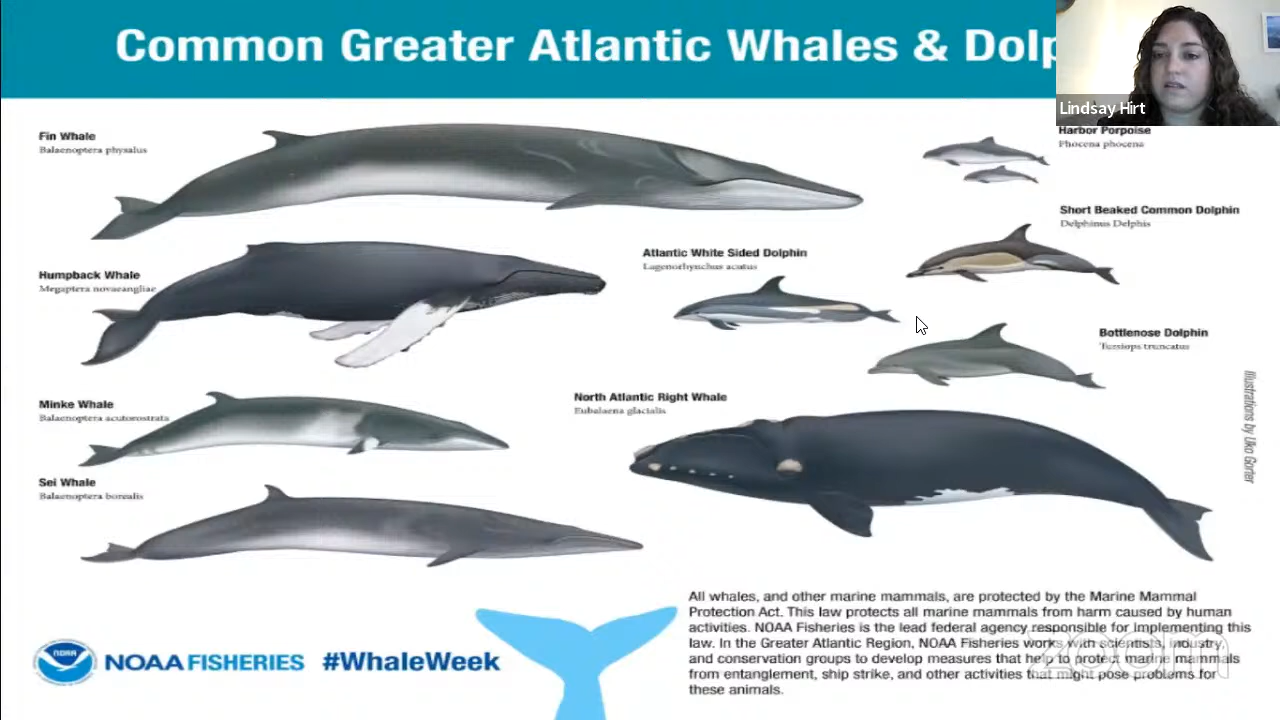 Common Greater Atlantic Whales & Dolp
Lindsay Hirt
Fin Whale
Balaenoptera physalus
Harbor Porpoise
Phocena phocena
Short Beaked Common Dolphin
Delphinus Delphis
Atlantic White Sided Dolphin
Lagenorhynchus acutus
Humpback Whale
Megaptera novaeangliae
Bottlenose Dolphin
Tursiops truncatus
Minke Whale
Balaenoptera acutorostrata
North Atlantic Right Whale
Eubalaena glacialis
Illustrations by Uko Gorter
Sei Whale
Balaenoptera borealis
All whales, and other marine mammals, are protected by the Marine Mammal
Protection Act. This law protects all marine mammals from harm caused by human
activities. NOAA Fisheries is the lead federal agency responsible for implementing this
law. In the Greater Atlantic Region, NOAA Fisheries works with scientists, industry,
and conservation groups to develop measures that help to protect marine mammals
from entanglement, ship strike, and other activities that might pose problems for
these animals.
NOAA
NOAA FISHERIES
#WhaleWeek
zoom